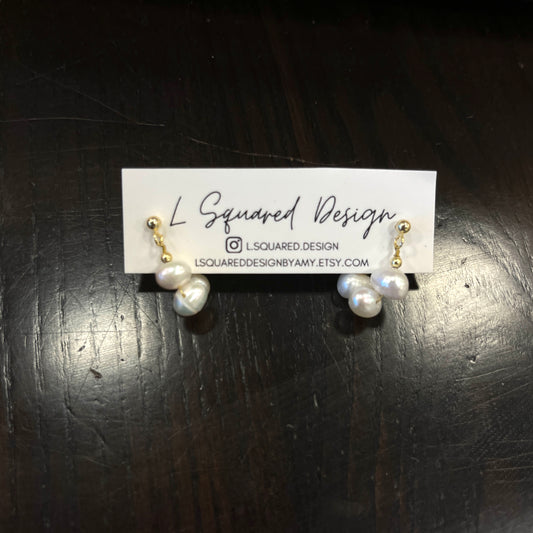 L Squared Design
L.SQUARED.DESIGN
LSQUAREDDESIGNBYAMY.ETSY.COM